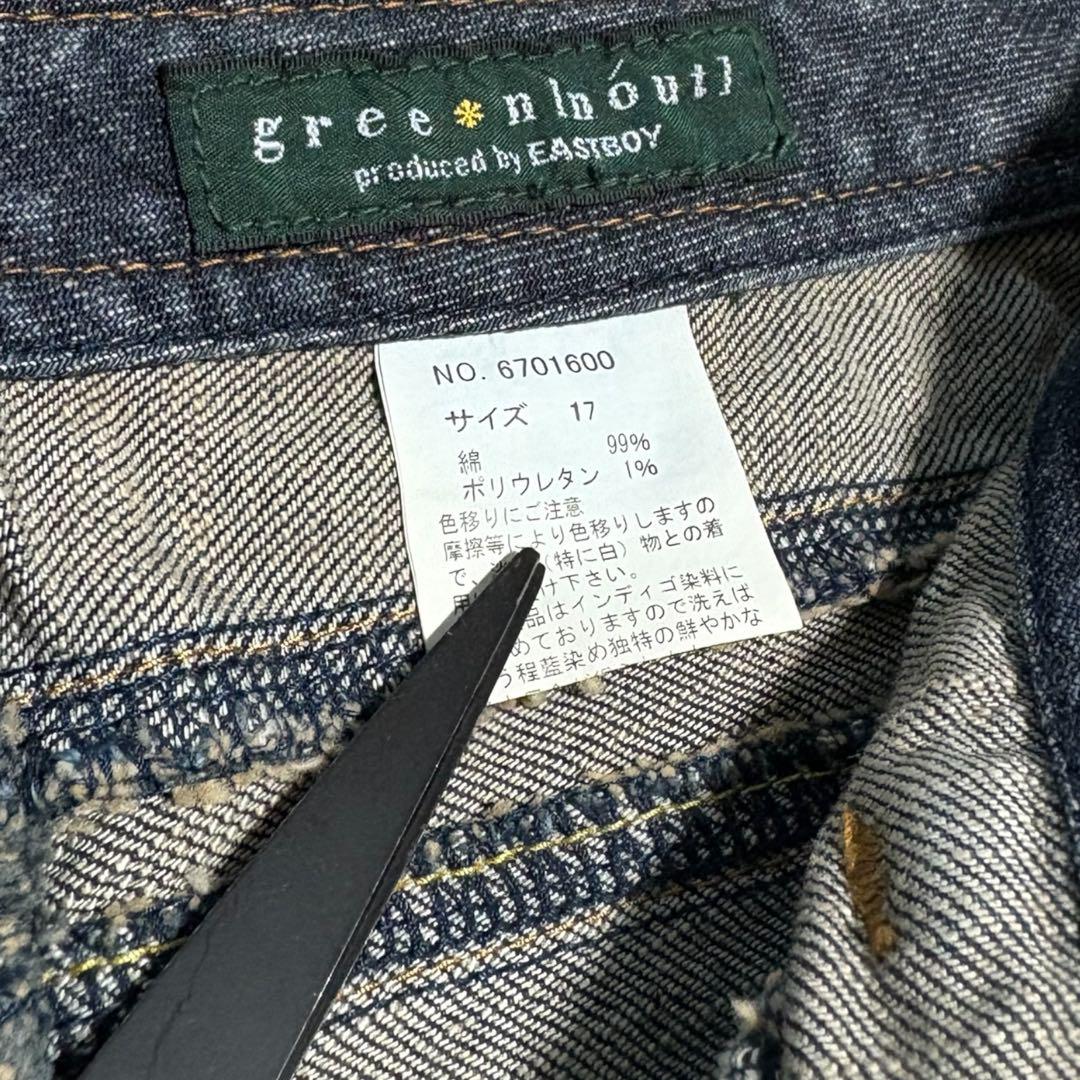 gree*n[nóut}
produced by EASTBOY
NO. 6701600
サイズ 17
綿 99%
ポリウレタン 1%
色移りにご注意
摩擦等により色移りしますの
で、 (特に白) 物との着
け下さい。
品はインディゴ染料に
めておりますので洗えば
う程藍染め独特の鮮やかな